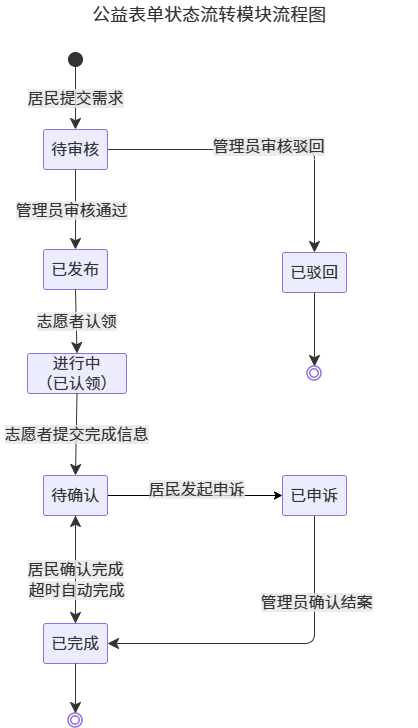 公益表单状态流转模块流程图
居民提交需求
待审核
管理员审核驳回
管理员审核通过
已发布
已驳回
志愿者认领
进行中
（已认领）
志愿者提交完成信息
待确认
居民发起申诉
已申诉
居民确认完成
超时自动完成
管理员确认结案
已完成